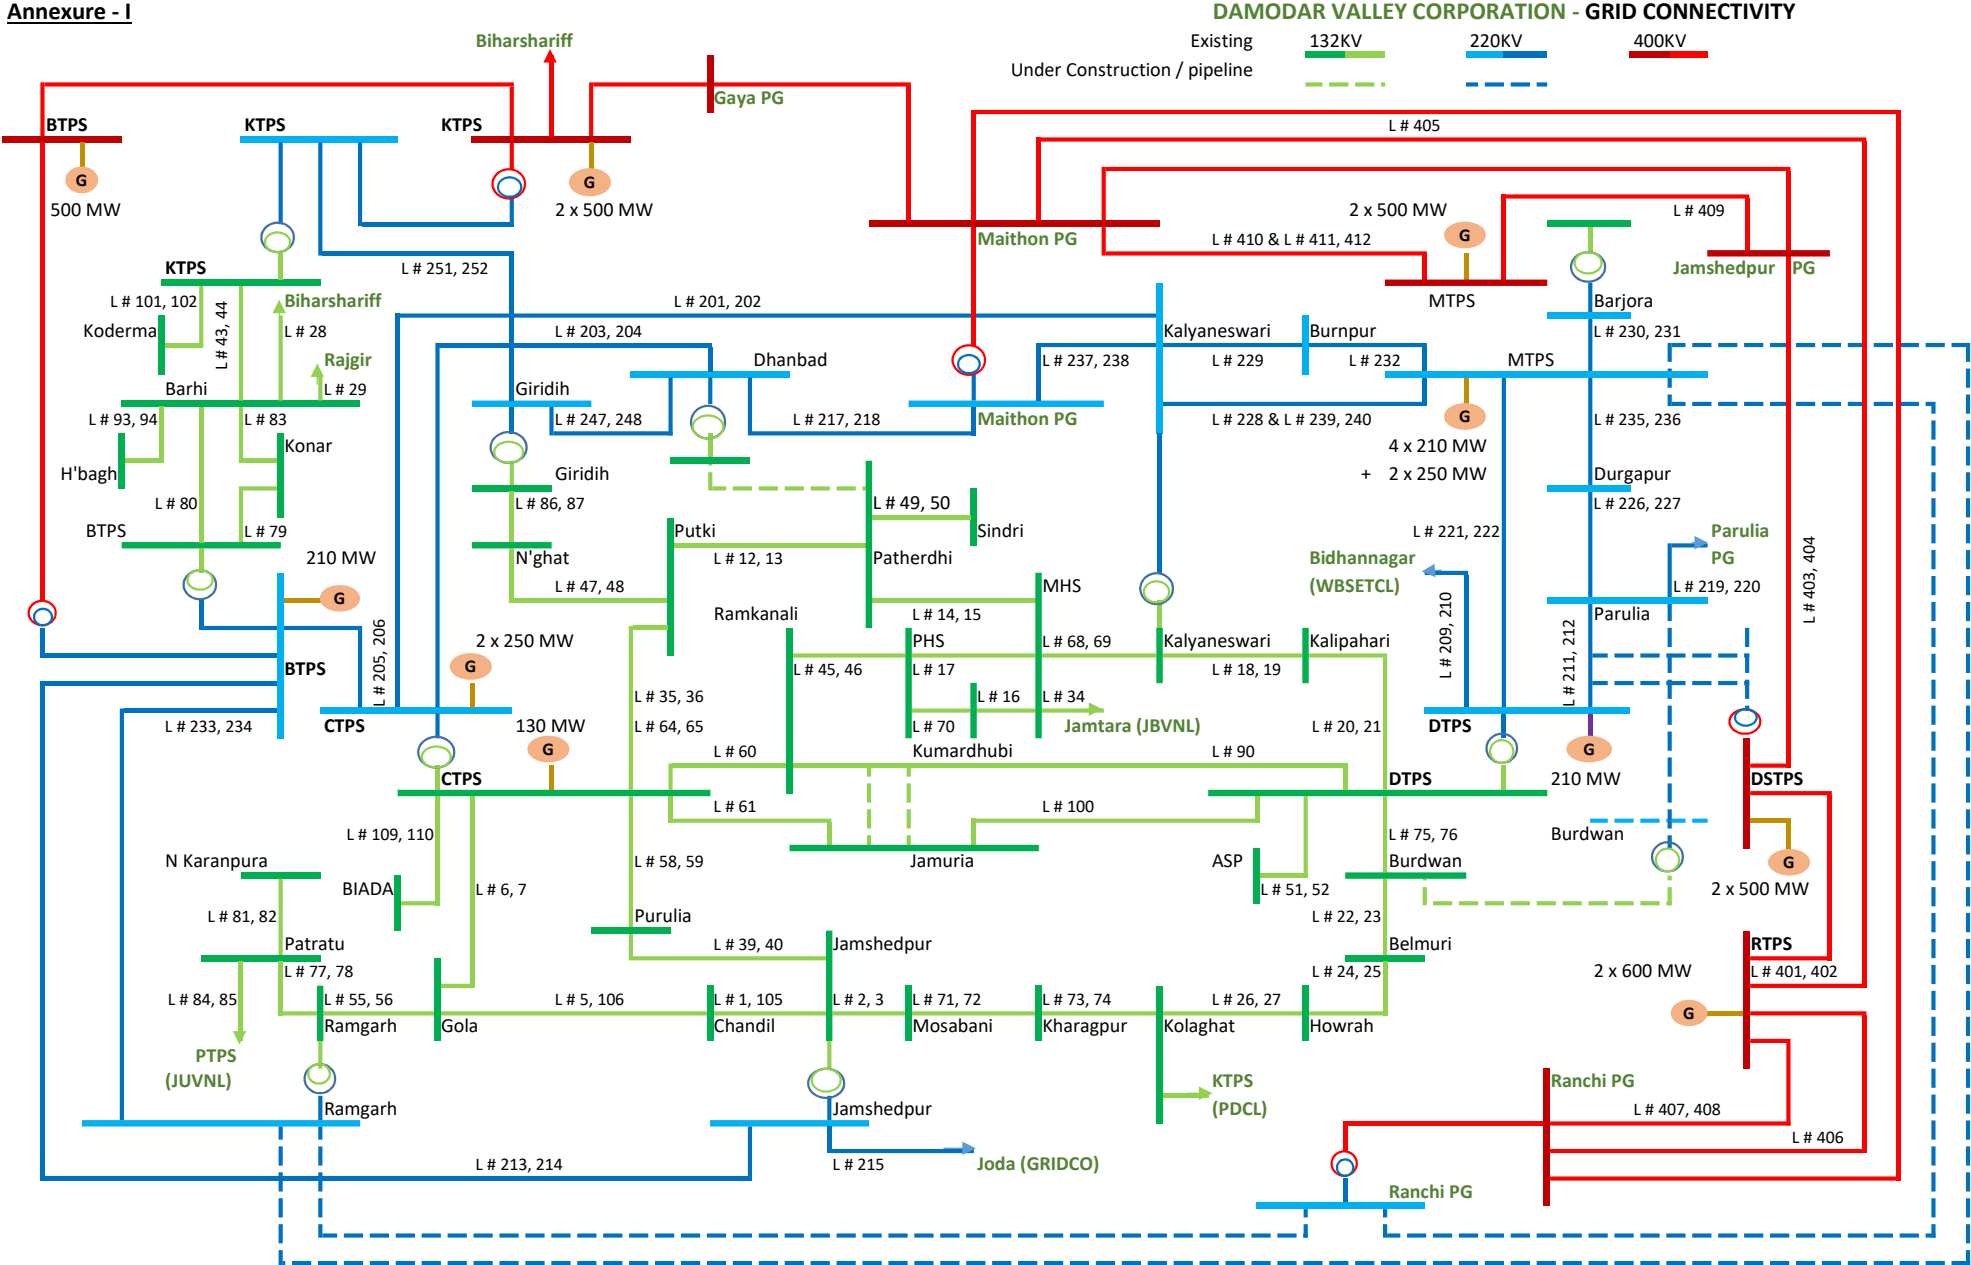 Annexure - I
DAMODAR VALLEY CORPORATION - GRID CONNECTIVITY
Existing 132KV 220KV 400KV
Under Construction / pipeline
Biharshariff
Gaya PG
BTPS
KTPS
KTPS
L # 405
G
500 MW
G
2 x 500 MW
2 x 500 MW
G
L # 409
Maithon PG
L # 410 & L # 411, 412
Jamshedpur PG
KTPS
L # 251, 252
MTPS
Barjora
L # 101, 102
L # 43, 44
Biharshariff
L # 201, 202
Koderma
L # 28
L # 203, 204
Kalyaneswari
Burnpur
L # 230, 231
Rajgir
Dhanbad
L # 237, 238
L # 229
L # 232
MTPS
Barhi
L # 29
Giridih
L # 93, 94
L # 83
L # 247, 248
L # 217, 218
Maithon PG
L # 228 & L # 239, 240
G
L # 235, 236
Konar
4 x 210 MW
H'bagh
Giridih
+ 2 x 250 MW
Durgapur
L # 80
L # 86, 87
L # 49, 50
L # 226, 227
BTPS
L # 79
Putki
Sindri
L # 221, 222
Parulia
PG
210 MW
N'ghat
L # 12, 13
Patherdhi
Bidhannagar
(WBSETCL)
L # 403, 404
G
L # 47, 48
MHS
L # 219, 220
Ramkanali
L # 14, 15
Parulia
L # 205, 206
2 x 250 MW
PHS
L # 68, 69
Kalyaneswari
Kalipahari
L # 209, 210
L # 211, 212
BTPS
G
L # 45, 46
L # 17
L # 18, 19
L # 35, 36
L # 16
L # 34
L # 233, 234
CTPS
130 MW
L # 64, 65
L # 70
Jamtara (JBVNL)
L # 20, 21
DTPS
G
L # 60
Kumardhubi
L # 90
G
CTPS
DTPS
210 MW
DSTPS
L # 61
L # 100
L # 109, 110
L # 75, 76
Burdwan
N Karanpura
L # 58, 59
Jamuria
ASP
Burdwan
G
BIADA
L # 6, 7
L # 51, 52
2 x 500 MW
L # 81, 82
Purulia
L # 22, 23
Patratu
L # 39, 40
Jamshedpur
Belmuri
RTPS
L # 77, 78
L # 24, 25
2 x 600 MW
L # 401, 402
L # 84, 85
L # 55, 56
L # 5, 106
L # 1, 105
L # 2, 3
L # 71, 72
L # 73, 74
L # 26, 27
G
Ramgarh
Gola
Chandil
Mosabani
Kharagpur
Kolaghat
Howrah
PTPS
(JUVNL)
KTPS
(PDCL)
Ranchi PG
Ramgarh
Jamshedpur
L # 407, 408
L # 406
L # 213, 214
L # 215
Joda (GRIDCO)
Ranchi PG